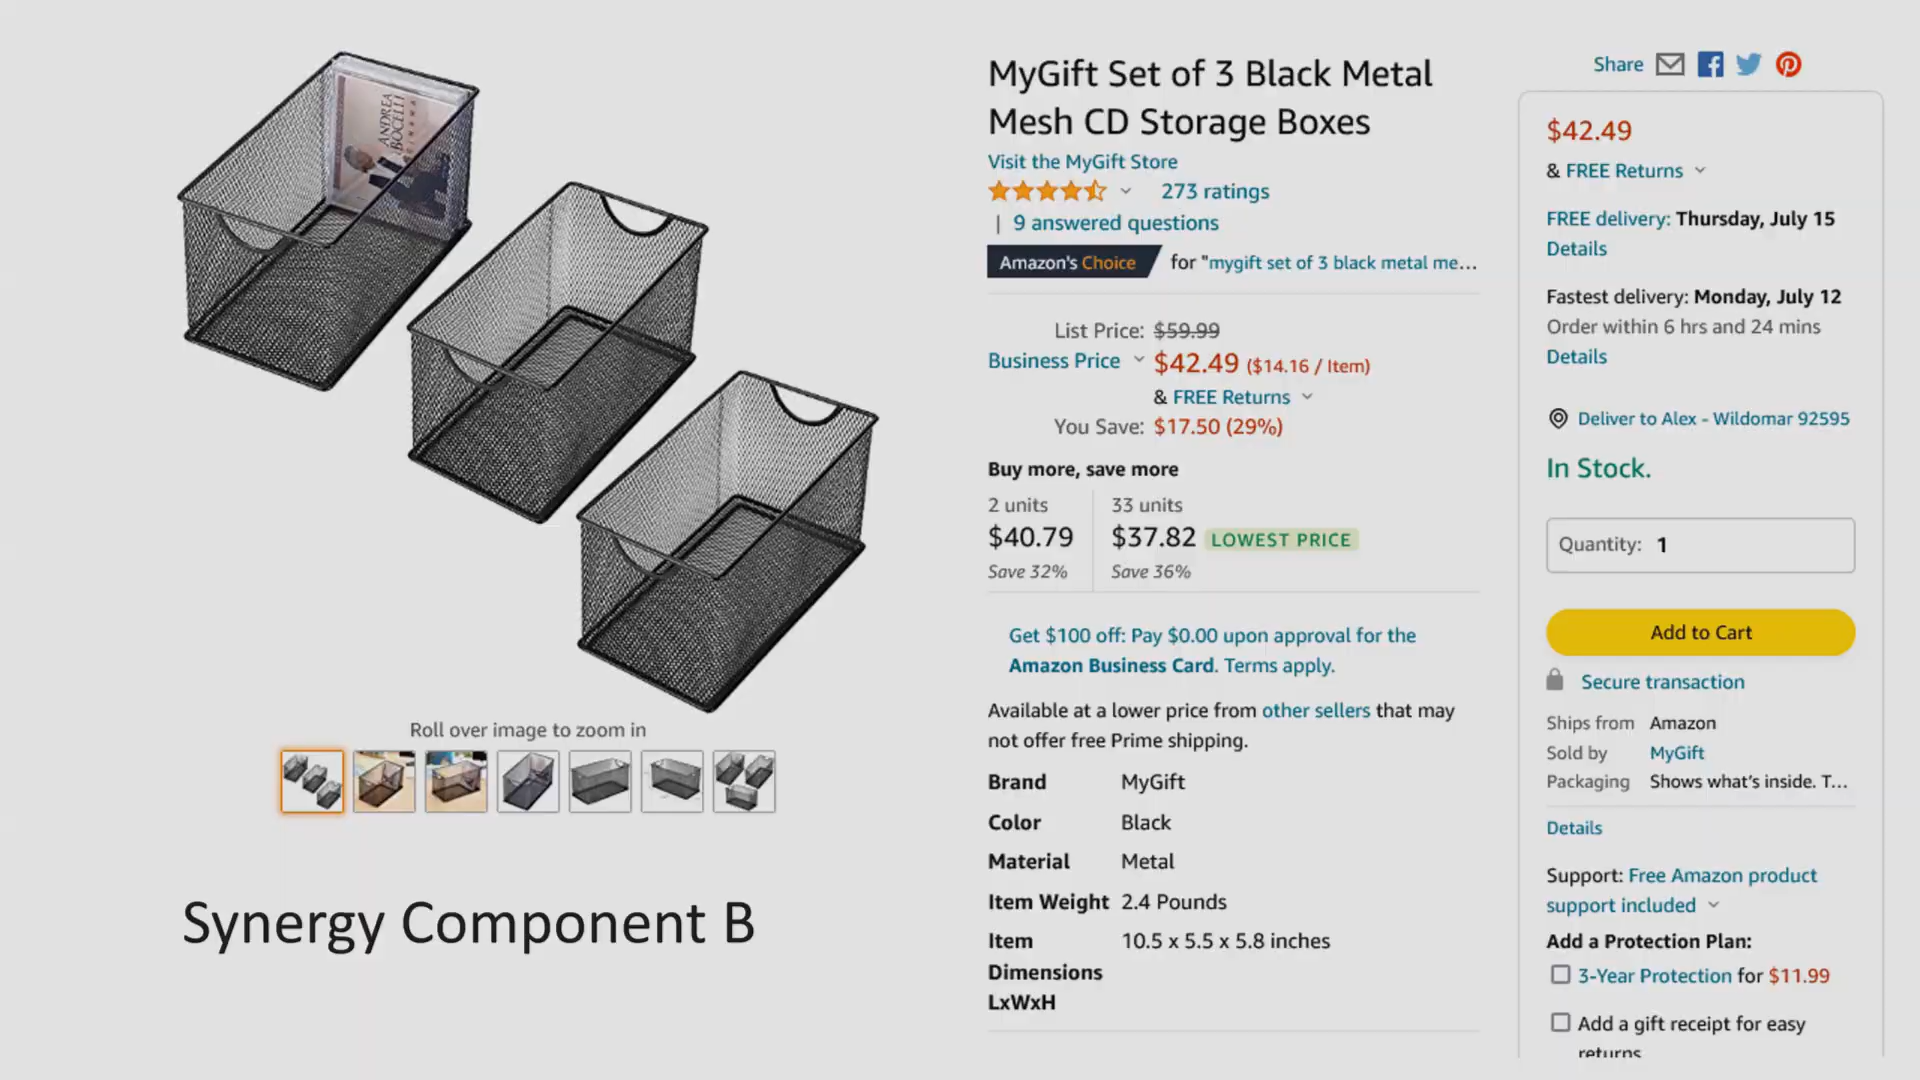 ANDREA
BOCELLI
CINEMA
Roll over image to zoom in
Synergy Component B
MyGift Set of 3 Black Metal
Mesh CD Storage Boxes
Visit the MyGift Store
273 ratings
| 9 answered questions
Amazon's Choice for "mygift set of 3 black metal me...
List Price: $59.99
Business Price $42.49 ($14.16 / Item)
& FREE Returns
You Save: $17.50 (29%)
Buy more, save more
2 units
$40.79
Save 32%
33 units
$37.82 LOWEST PRICE
Save 36%
Get $100 off: Pay $0.00 upon approval for the
Amazon Business Card. Terms apply.
Available at a lower price from other sellers that may
not offer free Prime shipping.
Brand MyGift
Color Black
Material Metal
Item Weight 2.4 Pounds
Item 10.5 x 5.5 x 5.8 inches
Dimensions
LxWxH
Share
$42.49
& FREE Returns
FREE delivery: Thursday, July 15
Details
Fastest delivery: Monday, July 12
Order within 6 hrs and 24 mins
Details
Deliver to Alex - Wildomar 92595
In Stock.
Quantity: 1
Add to Cart
Secure transaction
Ships from Amazon
Sold by MyGift
Packaging Shows what's inside. T...
Details
Support: Free Amazon product
support included
Add a Protection Plan:
3-Year Protection for $11.99
Add a gift receipt for easy
returns